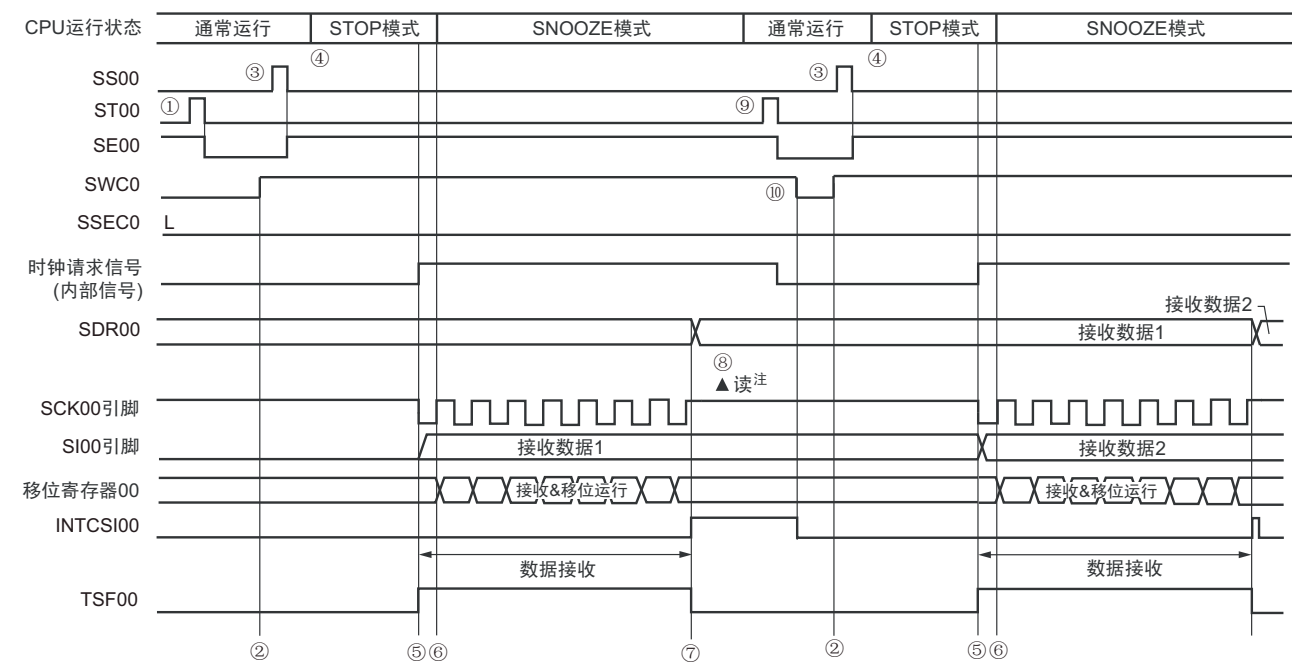 CPU运行状态 通常运行 STOP模式 SNOOZE模式 通常运行 STOP模式 SNOOZE模式
③ ④ ③ ④
SS00
① ⑨
ST00
SE00
SWC0
⑩
SSEC0 L
时钟请求信号
(内部信号)
接收数据2
SDR00 接收数据1
⑧
▲读注
SCK00引脚
SI00引脚 接收数据1 接收数据2
移位寄存器00 接收&移位运行 接收&移位运行
INTCSI00
数据接收 数据接收
TSF00
② ⑤⑥ ⑦ ② ⑤⑥